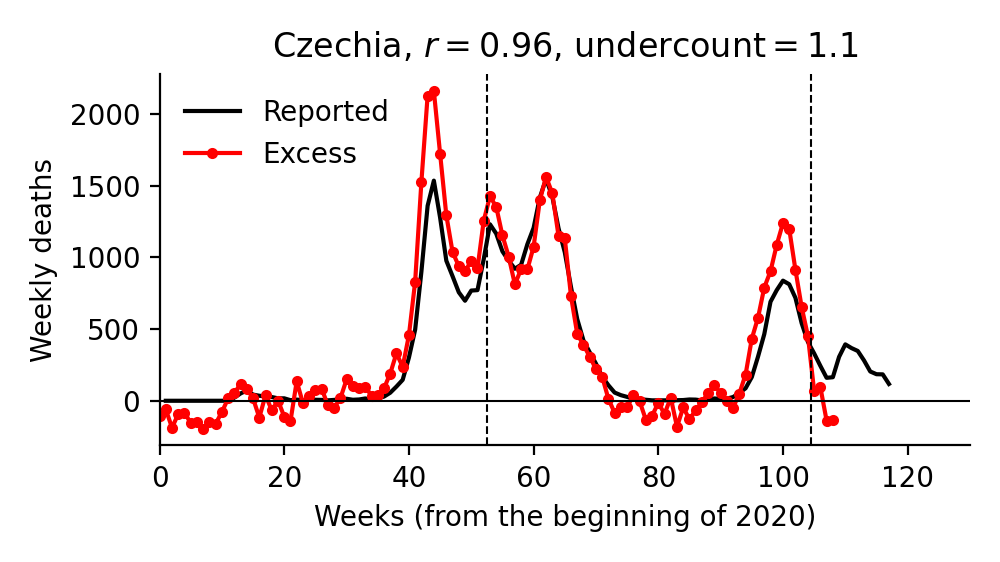 Czechia, r = 0.96, undercount = 1.1
Reported
Excess
Weekly deaths
2000
1500
1000
500
0
0 20 40 60 80 100 120
Weeks (from the beginning of 2020)